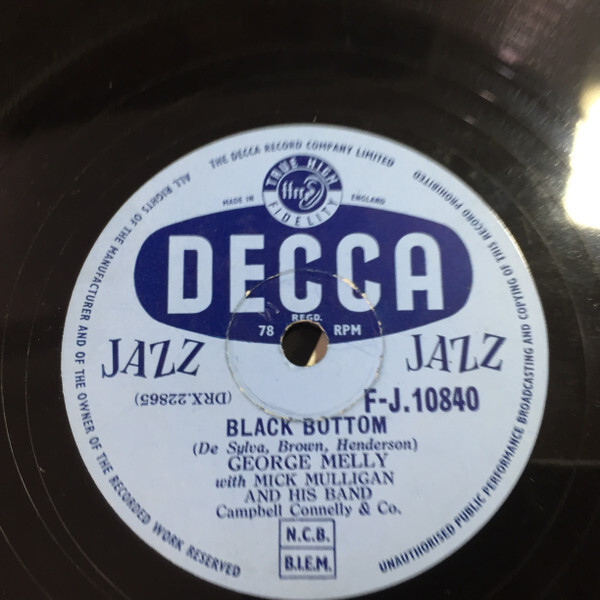 ALL RIGHTS OF THE MANUFACTURER AND OF THE OWNER OF THE RECORDED WORK RESERVED
THE DECCA RECORD COMPANY LIMITED
UNAUTHORISED PUBLIC PERFORMANCE BROADCASTING AND COPYING OF THIS RECORD PROHIBITED
TRUE HIGH
ffrr
FIDELITY
MADE IN ENGLAND
DECCA
REGD.
78 RPM
JAZZ JAZZ
(DRX.22865) F-J.10840
BLACK BOTTOM
(De Sylva, Brown, Henderson)
GEORGE MELLY
with MICK MULLIGAN
AND HIS BAND
Campbell Connelly & Co.
N.C.B.
B.I.E.M.